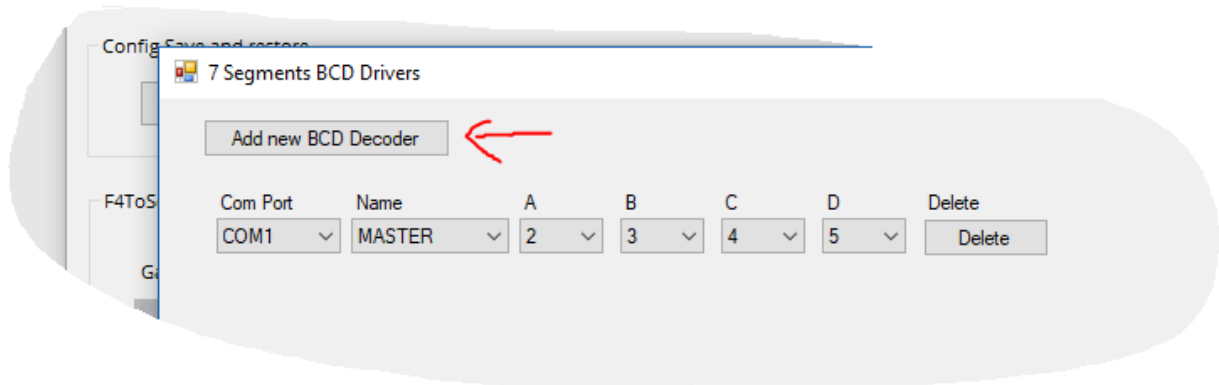 Config Save and restore
7 Segments BCD Drivers
Add new BCD Decoder
F4ToS
Com Port Name A B C D Delete
COM1 MASTER 2 3 4 5 Delete
Ga